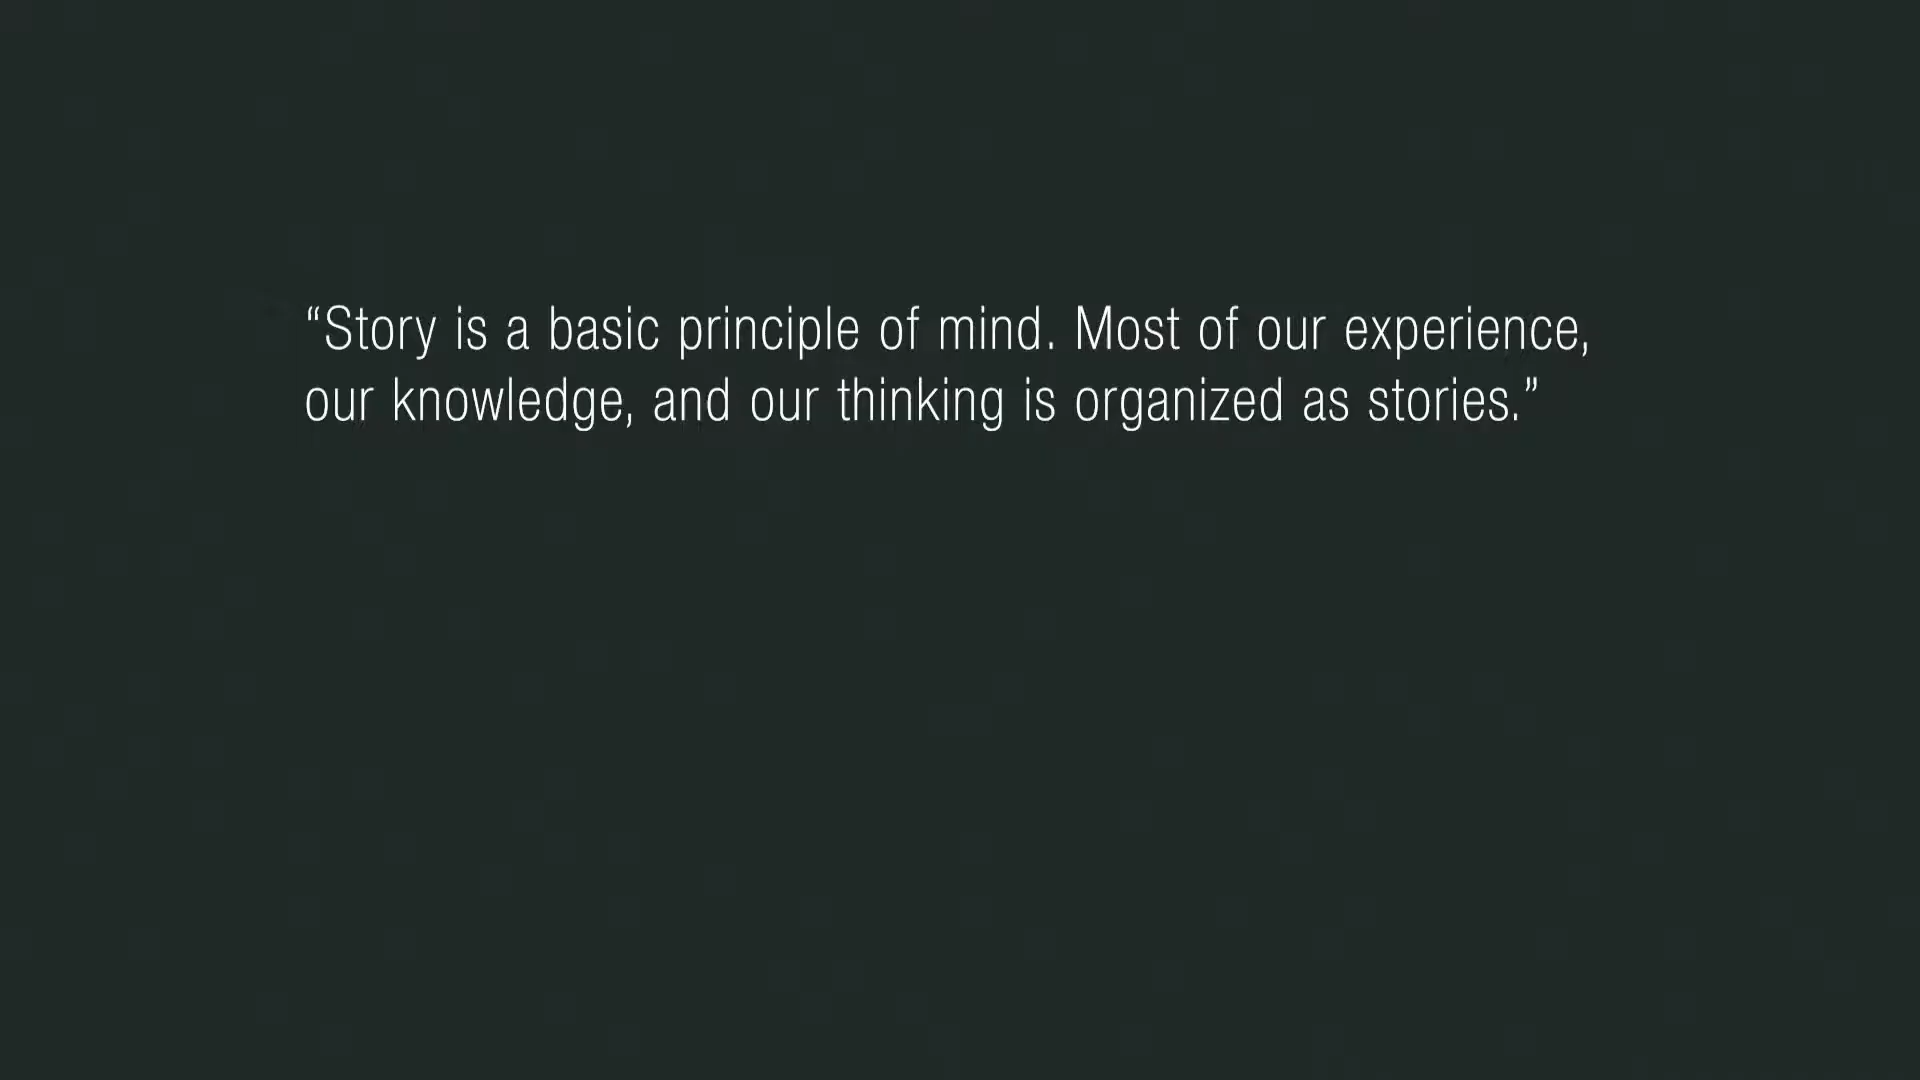 “Story is a basic principle of mind. Most of our experience,
our knowledge, and our thinking is organized as stories.”